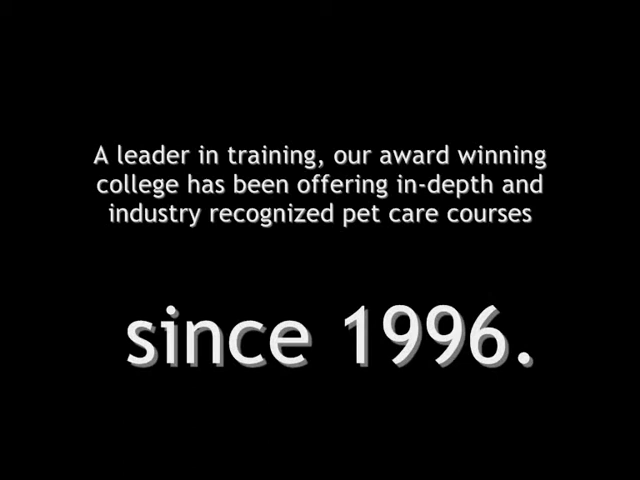 A leader in training, our award winning
college has been offering in-depth and
industry recognized pet care courses
since 1996.